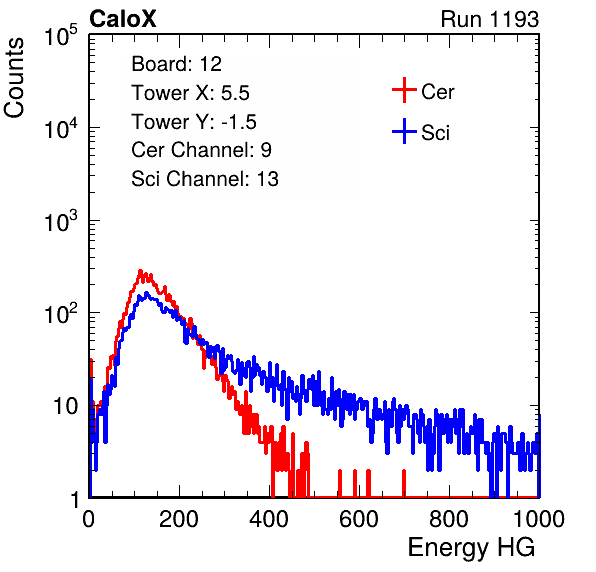 CaloX Run 1193
Counts
10^5
10^4
10^3
10^2
10
1
Board: 12
Tower X: 5.5
Tower Y: -1.5
Cer Channel: 9
Sci Channel: 13
Cer
Sci
0 200 400 600 800 1000
Energy HG